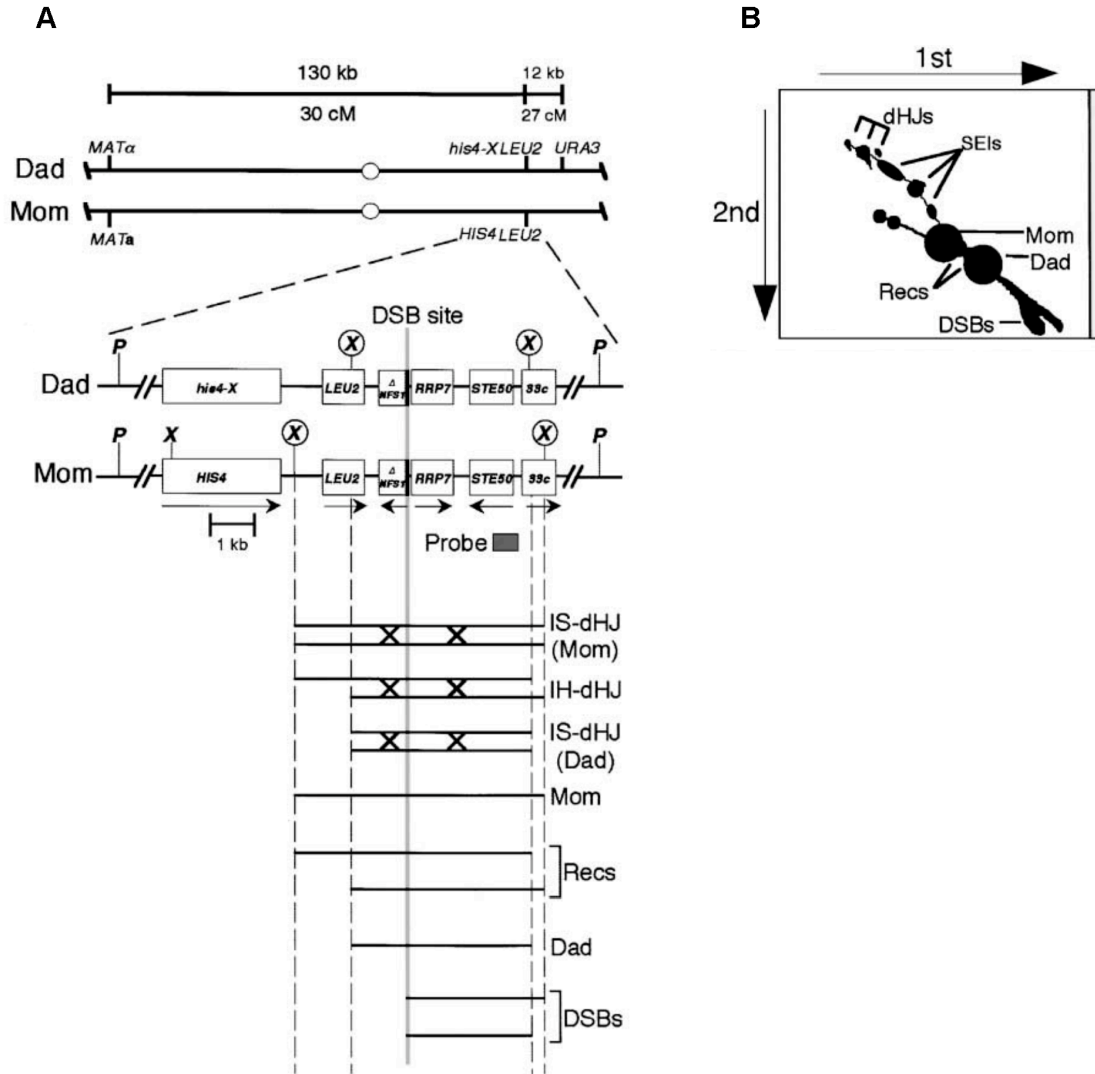 A
B
130 kb
12 kb
30 cM
27 cM
MATα
his4-X LEU2
URA3
Dad
Mom
MATa
HIS4 LEU2
DSB site
P
X
X
P
Dad
his4-X
LEU2
Δ
NFS1
RRP7
STE50
33c
P
X
X
X
P
Mom
HIS4
LEU2
Δ
NFS1
RRP7
STE50
33c
1 kb
Probe
IS-dHJ
(Mom)
IH-dHJ
IS-dHJ
(Dad)
Mom
Recs
Dad
DSBs
1st
2nd
dHJs
SEIs
Mom
Dad
Recs
DSBs